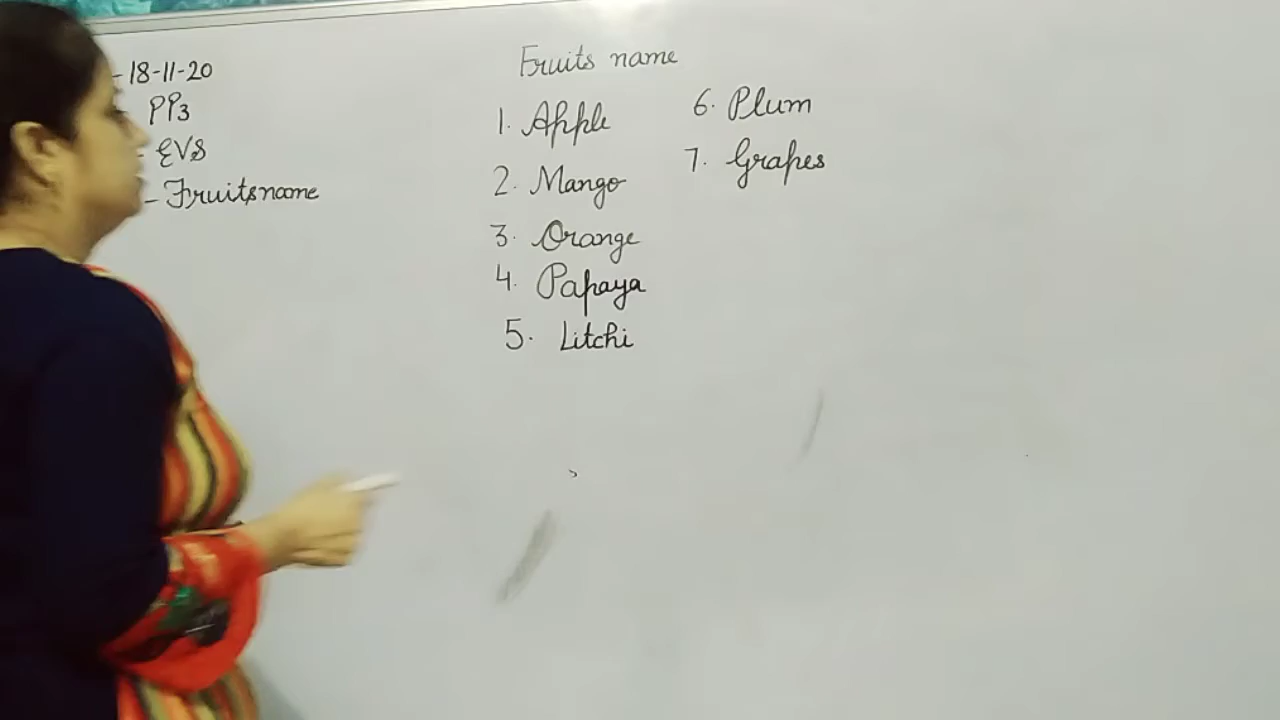 - 18-11-20
PP3
- EVS
- Fruitsname
Fruits name
1. Apple
2. Mango
3. Orange
4. Papaya
5. Litchi
6. Plum
7. Grapes